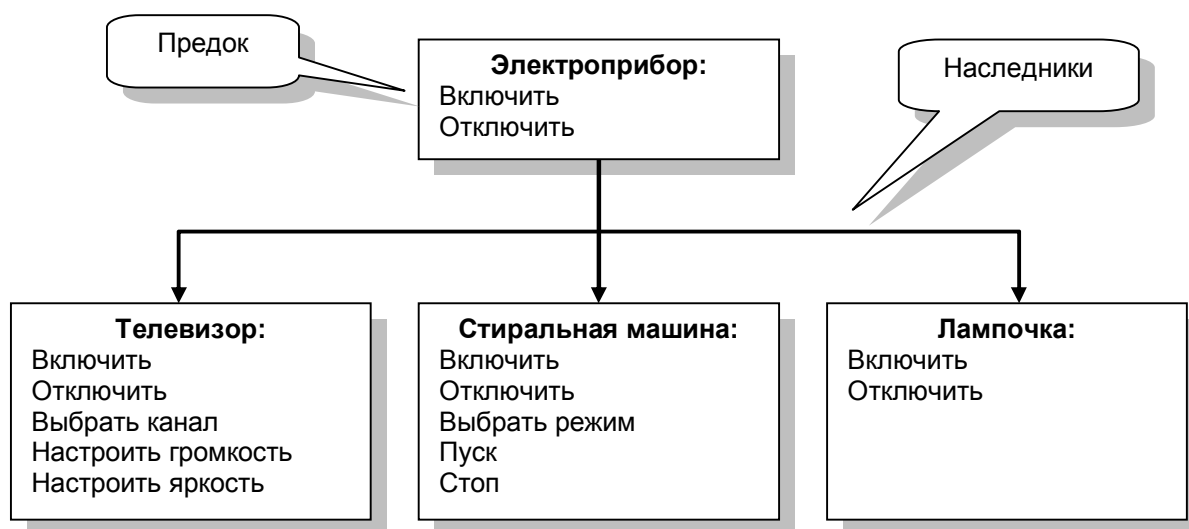 Предок
Электроприбор:
Включить
Отключить
Наследники
Телевизор:
Включить
Отключить
Выбрать канал
Настроить громкость
Настроить яркость
Стиральная машина:
Включить
Отключить
Выбрать режим
Пуск
Стоп
Лампочка:
Включить
Отключить